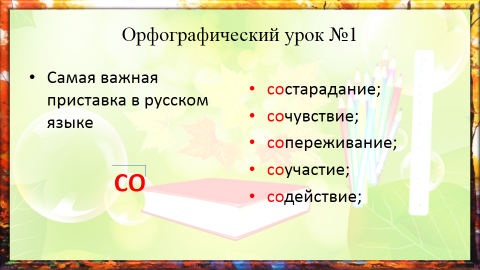 Орфографический урок №1
• Самая важная
приставка в русском
языке
со
• состарадание;
• сочувствие;
• сопереживание;
• соучастие;
• содействие;